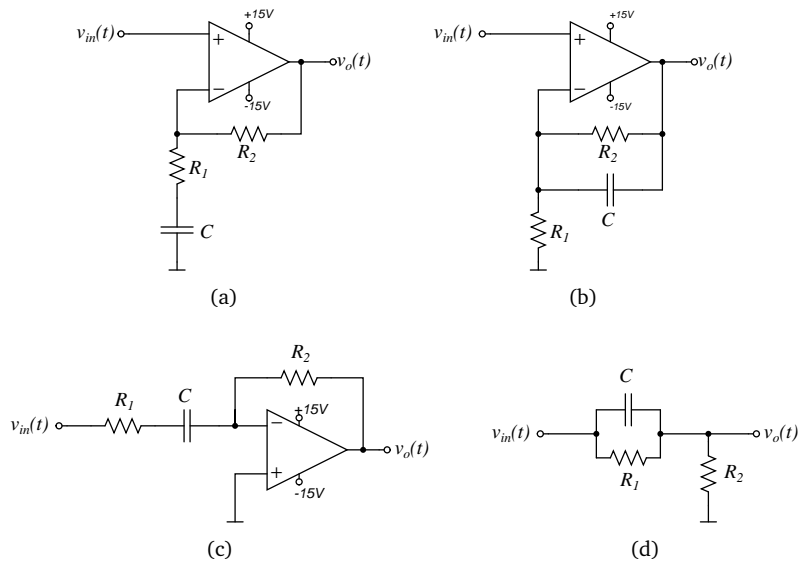 +15V
v_in(t)
+
v_o(t)
−
-15V
R_2
R_1
C
(a)
+15V
v_in(t)
+
v_o(t)
−
-15V
R_2
C
R_1
(b)
R_2
v_in(t)
R_1
C
+15V
−
v_o(t)
+
-15V
(c)
C
v_in(t)
v_o(t)
R_1
R_2
(d)